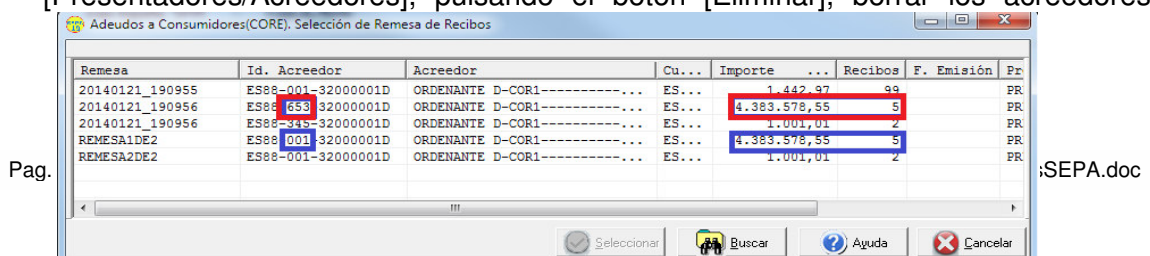 [Presentadores/Acreedores], pulsando el botón [Eliminar], borrar los acreedores
Adeudos a Consumidores(CORE). Selección de Remesa de Recibos
Remesa Id. Acreedor Acreedor Cu... Importe ... Recibos F. Emisión Pr
20140121_190955 ES88-001-32000001D ORDENANTE D-COR1----------... ES... 1.442,97 99 PR
20140121_190956 ES88-653-32000001D ORDENANTE D-COR1----------... ES... 4.383.578,55 5 PR
20140121_190956 ES88-345-32000001D ORDENANTE D-COR1----------... ES... 1.001,01 2 PR
REMESA1DE2 ES88-001-32000001D ORDENANTE D-COR1----------... ES... 4.383.578,55 5 PR
REMESA2DE2 ES88-001-32000001D ORDENANTE D-COR1----------... ES... 1.001,01 2 PR
Pag. sSEPA.doc
Seleccionar Buscar Ayuda Cancelar